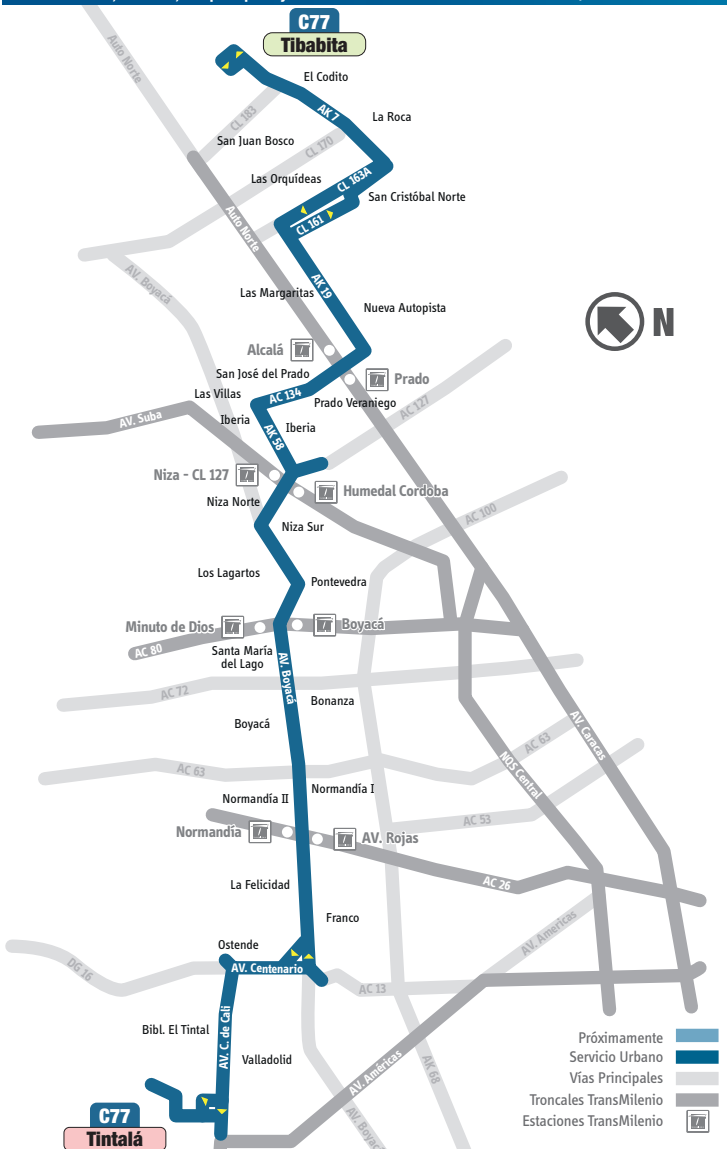 C77
Tibabita
El Codito
Auto Norte
AK 7
La Roca
CL 183
San Juan Bosco
CL 170
Las Orquídeas
CL 163A
San Cristóbal Norte
CL 161
Auto Norte
AV. Boyacá
AK 19
Las Margaritas
Nueva Autopista
N
Alcalá
San José del Prado
Prado
Las Villas
AC 134
Prado Veraniego
AC 127
AV. Suba
Iberia
Iberia
AK 58
Niza - CL 127
Humedal Cordoba
Niza Norte
AC 100
Niza Sur
Los Lagartos
Pontevedra
Minuto de Dios
Boyacá
AC 80
Santa María
del Lago
AV. Boyacá
AC 72
Bonanza
Boyacá
AV. Caracas
AC 63
AC 63
NQS Central
Normandía I
Normandía II
AC 53
Normandía
AV. Rojas
La Felicidad
AC 26
Franco
AV. Americas
Ostende
AV. Centenario
DG 16
AC 13
Bibl. El Tintal
AV. C. de Cali
Valladolid
AV. Américas
AK 68
AV. Boyacá
Próximamente
Servicio Urbano
Vías Principales
Troncales TransMilenio
Estaciones TransMilenio
C77
Tintalá